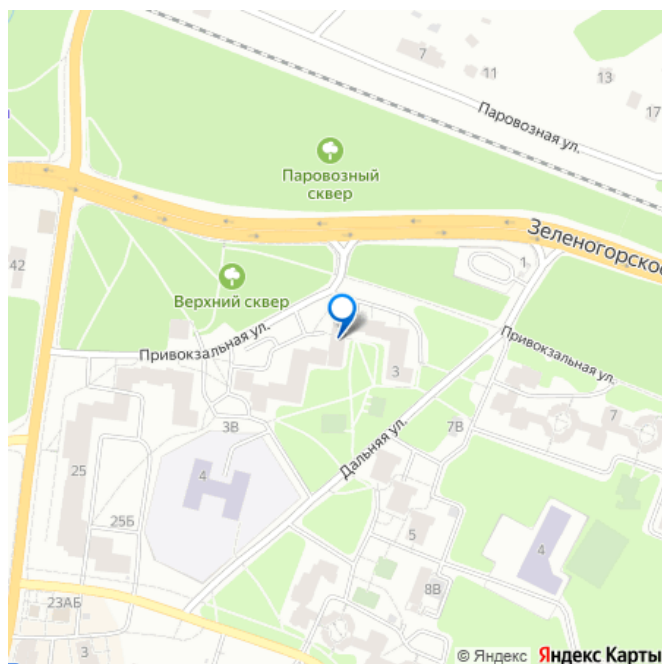 7
11
13
17
Паровозная ул.
Паровозный
сквер
Зеленогорское
42
Верхний сквер
1
Привокзальная ул.
Привокзальная ул.
3
7
3В
7В
Дальняя ул.
25
4
25Б
5
4
8В
23АБ
3
© Яндекс Яндекс Карты